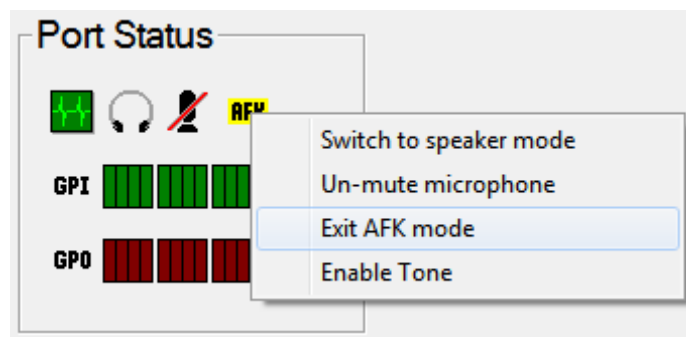 Port Status
AFK
Switch to speaker mode
Un-mute microphone
GPI
Exit AFK mode
GPO
Enable Tone